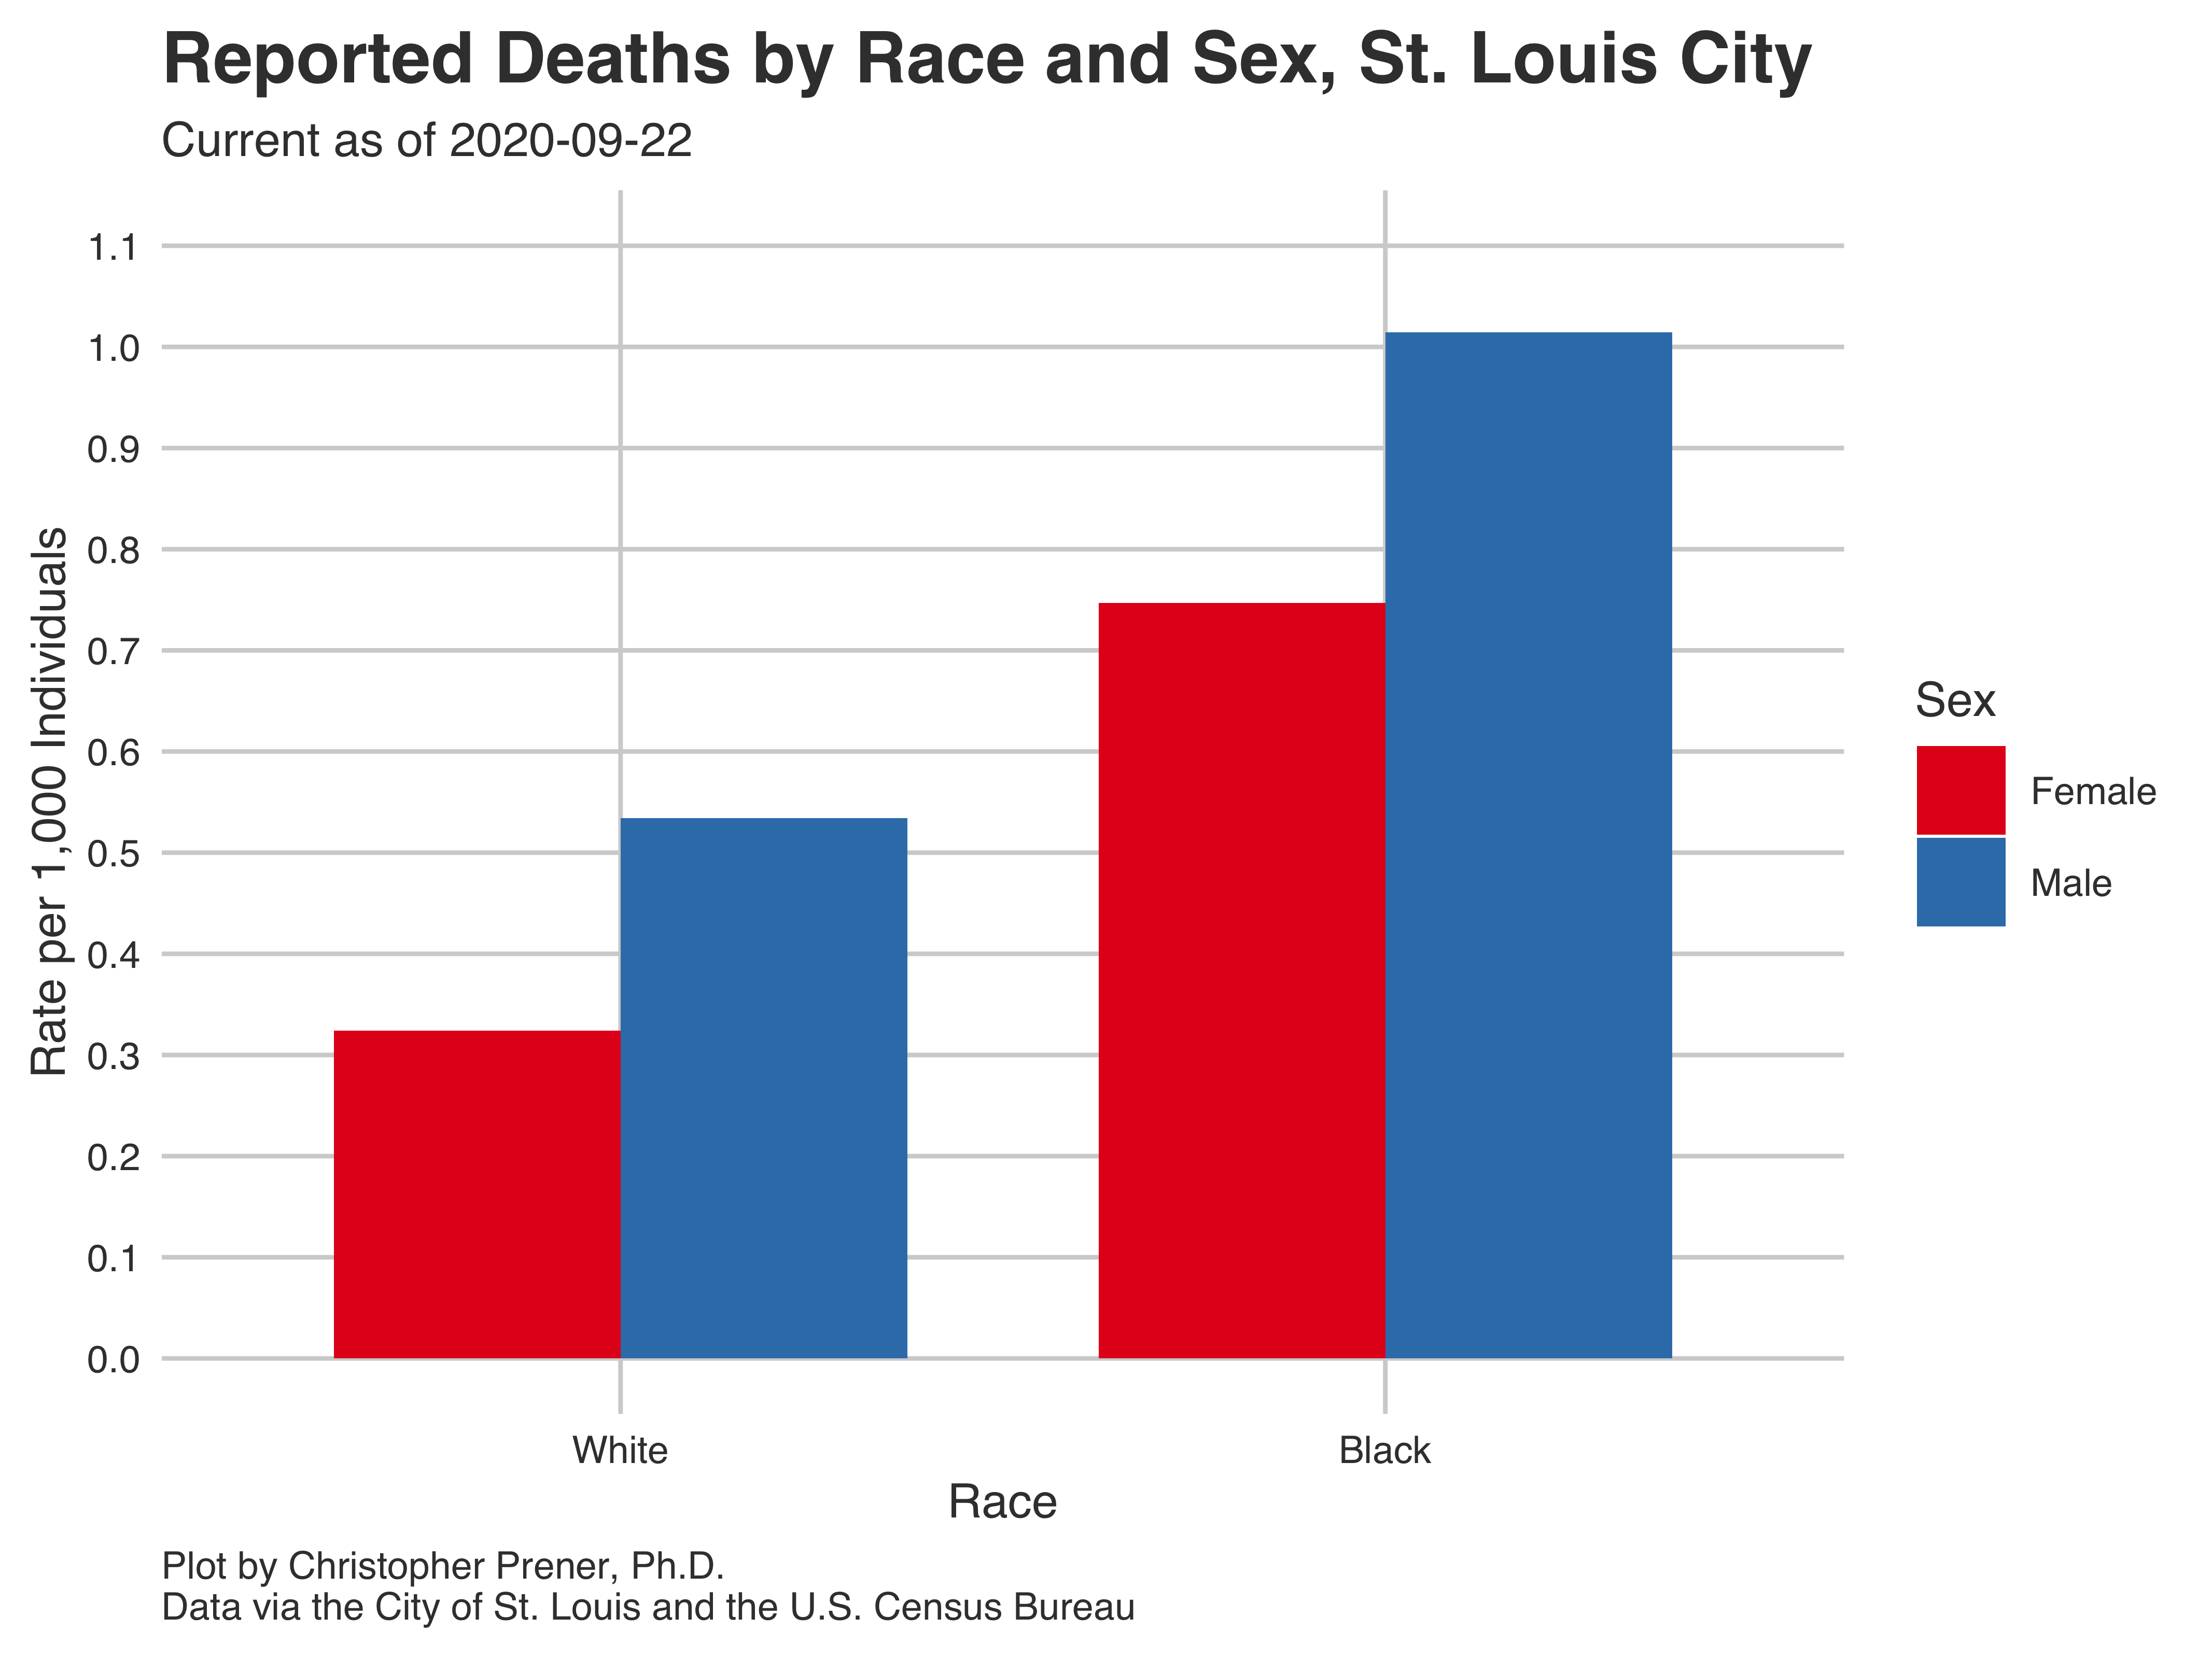 Reported Deaths by Race and Sex, St. Louis City
Current as of 2020-09-22
Rate per 1,000 Individuals
1.1
1.0
0.9
0.8
0.7
0.6
0.5
0.4
0.3
0.2
0.1
0.0
White
Black
Race
Sex
Female
Male
Plot by Christopher Prener, Ph.D.
Data via the City of St. Louis and the U.S. Census Bureau